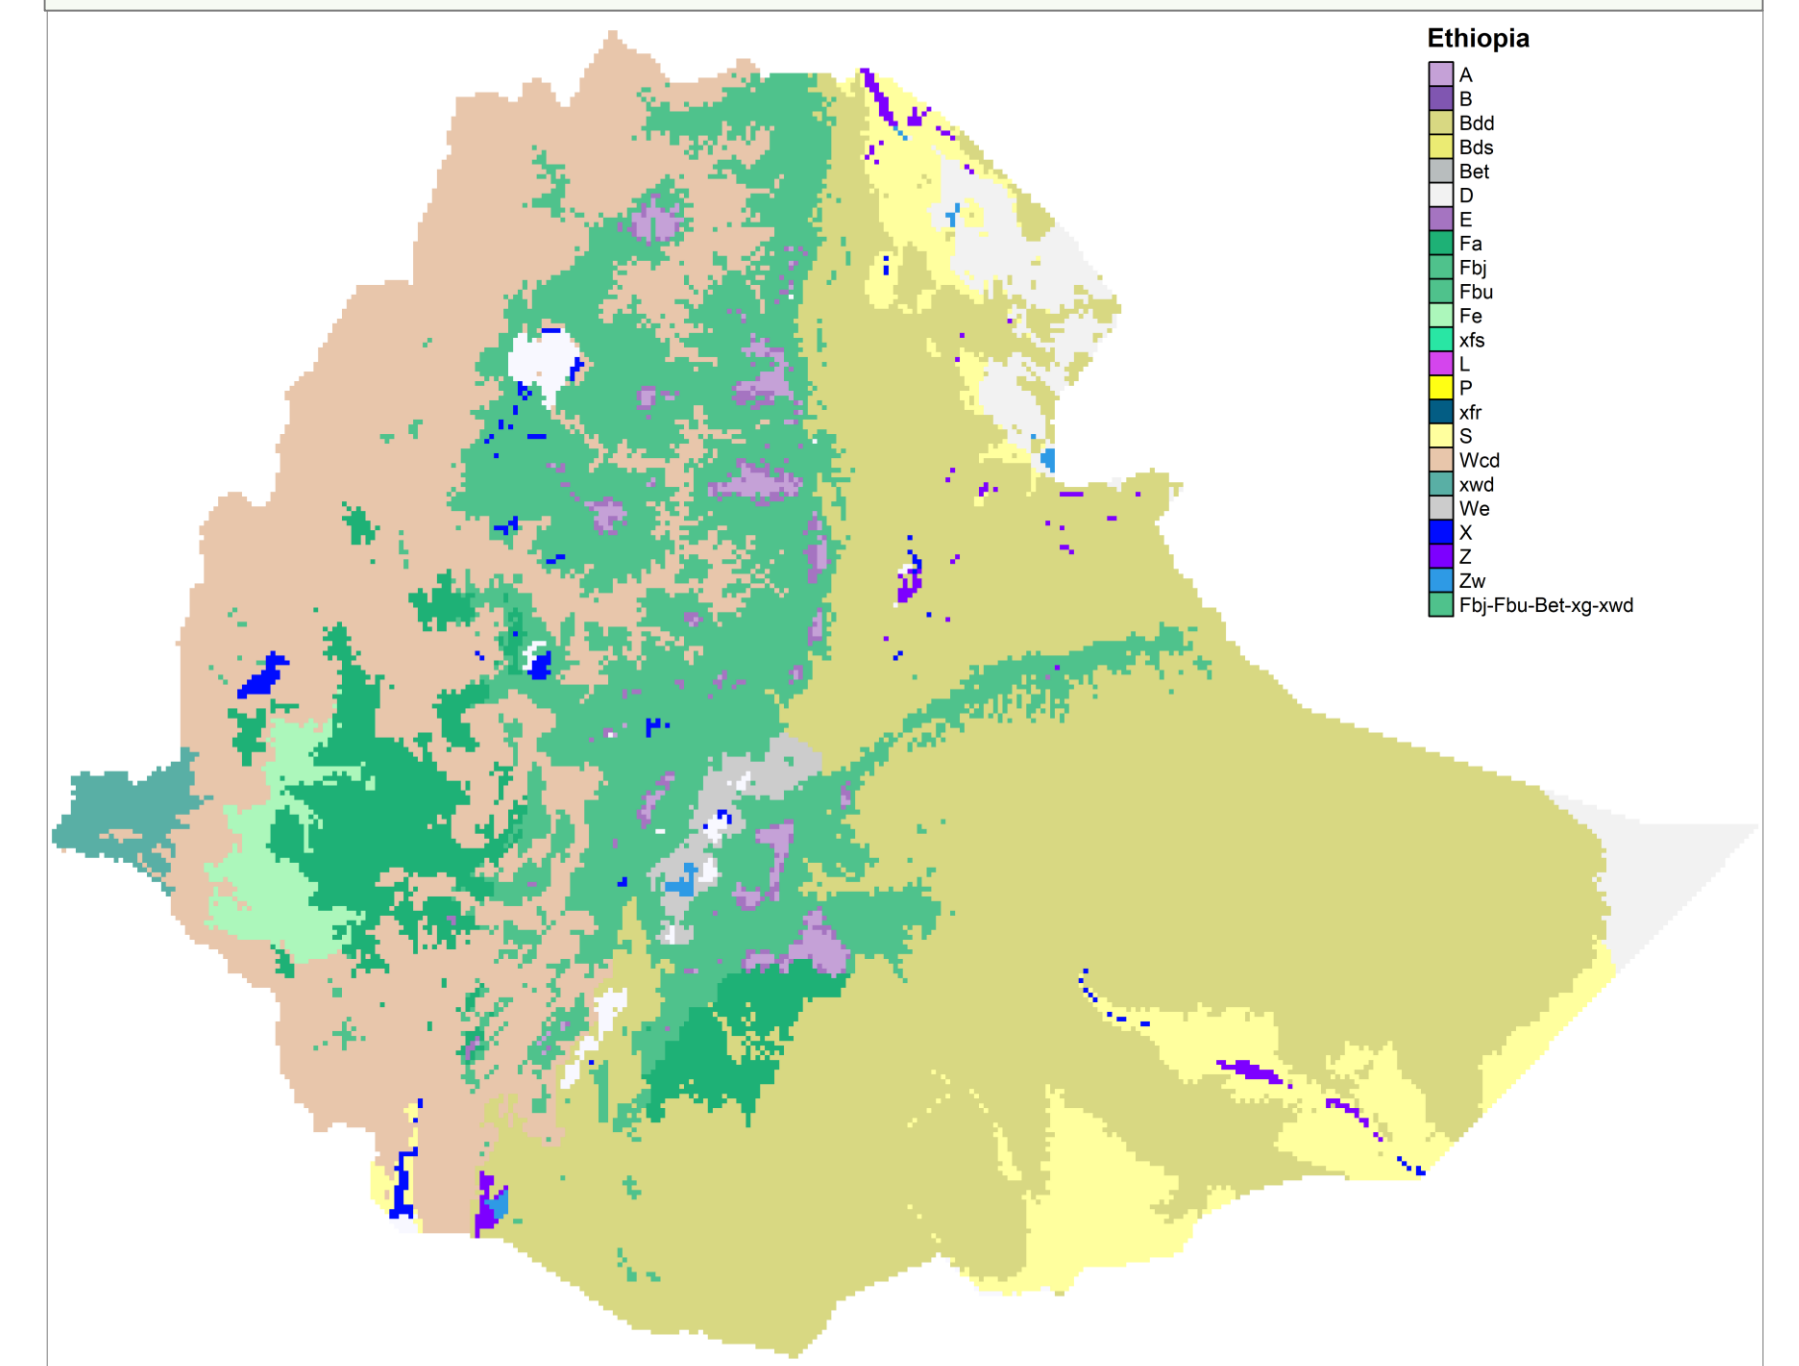 Ethiopia
A
B
Bdd
Bds
Bet
D
E
Fa
Fbj
Fbu
Fe
xfs
L
P
xfr
S
Wcd
xwd
We
X
Z
Zw
Fbj-Fbu-Bet-xg-xwd